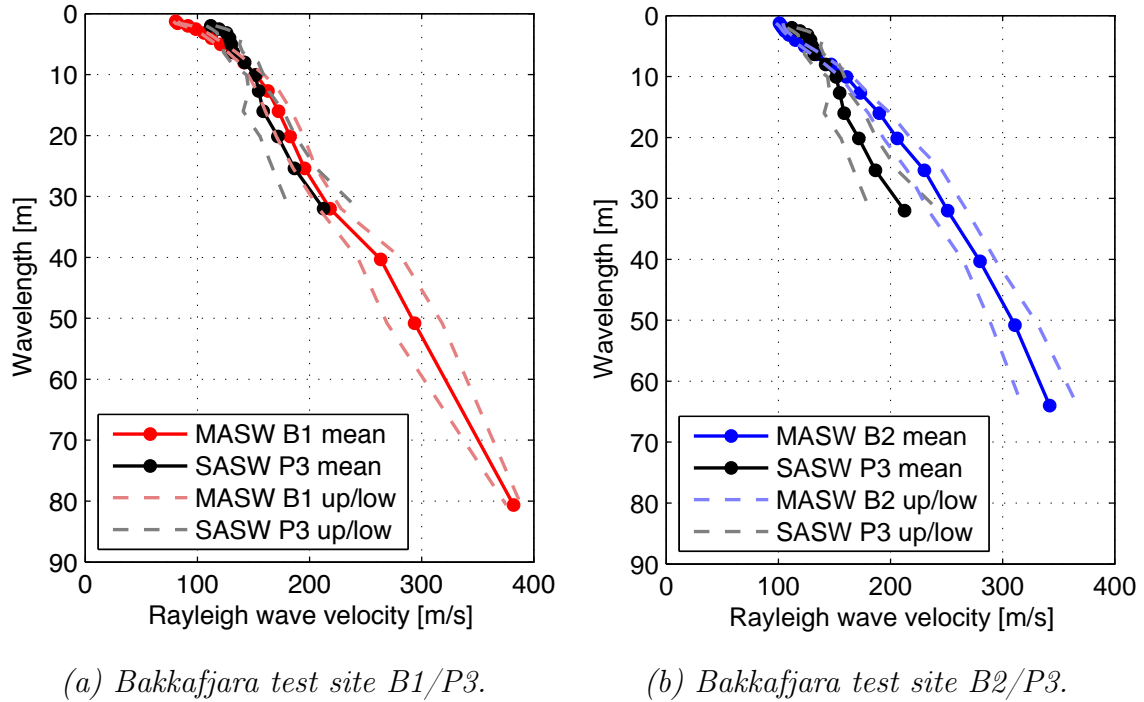 0
10
20
30
40
50
60
70
80
90
Wavelength [m]
0 100 200 300 400
Rayleigh wave velocity [m/s]
MASW B1 mean
SASW P3 mean
MASW B1 up/low
SASW P3 up/low
(a) Bakkafjara test site B1/P3.
0
10
20
30
40
50
60
70
80
90
Wavelength [m]
0 100 200 300 400
Rayleigh wave velocity [m/s]
MASW B2 mean
SASW P3 mean
MASW B2 up/low
SASW P3 up/low
(b) Bakkafjara test site B2/P3.